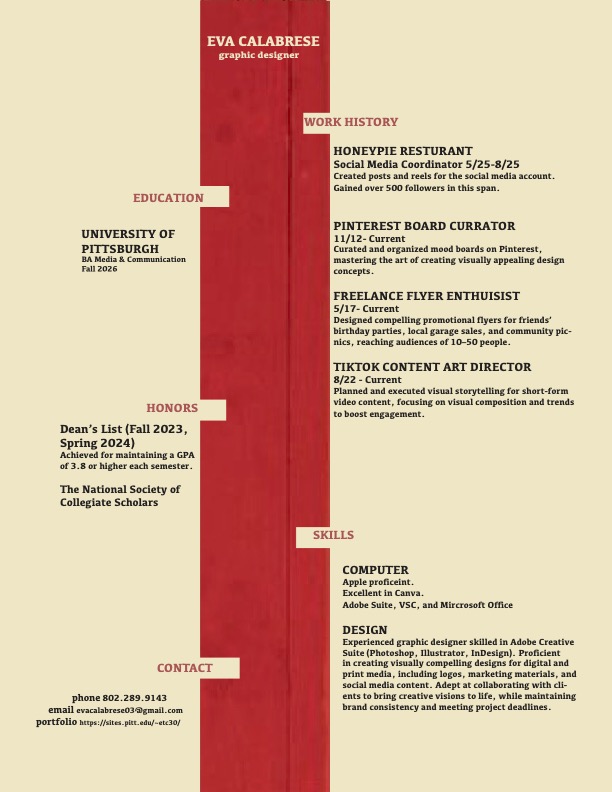 EVA CALABRESE
graphic designer
WORK HISTORY
HONEYPIE RESTURANT
Social Media Coordinator 5/25-8/25
Created posts and reels for the social media account.
Gained over 500 followers in this span.
PINTEREST BOARD CURRATOR
11/12- Current
Curated and organized mood boards on Pinterest,
mastering the art of creating visually appealing design
concepts.
FREELANCE FLYER ENTHUISIST
5/17- Current
Designed compelling promotional flyers for friends’
birthday parties, local garage sales, and community pic-
nics, reaching audiences of 10–50 people.
TIKTOK CONTENT ART DIRECTOR
8/22 - Current
Planned and executed visual storytelling for short-form
video content, focusing on visual composition and trends
to boost engagement.
EDUCATION
UNIVERSITY OF
PITTSBURGH
BA Media & Communication
Fall 2026
HONORS
Dean’s List (Fall 2023,
Spring 2024)
Achieved for maintaining a GPA
of 3.8 or higher each semester.
The National Society of
Collegiate Scholars
SKILLS
COMPUTER
Apple proficeint.
Excellent in Canva.
Adobe Suite, VSC, and Mircrosoft Office
DESIGN
Experienced graphic designer skilled in Adobe Creative
Suite (Photoshop, Illustrator, InDesign). Proficient
in creating visually compelling designs for digital and
print media, including logos, marketing materials, and
social media content. Adept at collaborating with cli-
ents to bring creative visions to life, while maintaining
brand consistency and meeting project deadlines.
CONTACT
phone 802.289.9143
email evacalabrese03@gmail.com
portfolio https://sites.pitt.edu/~etc30/